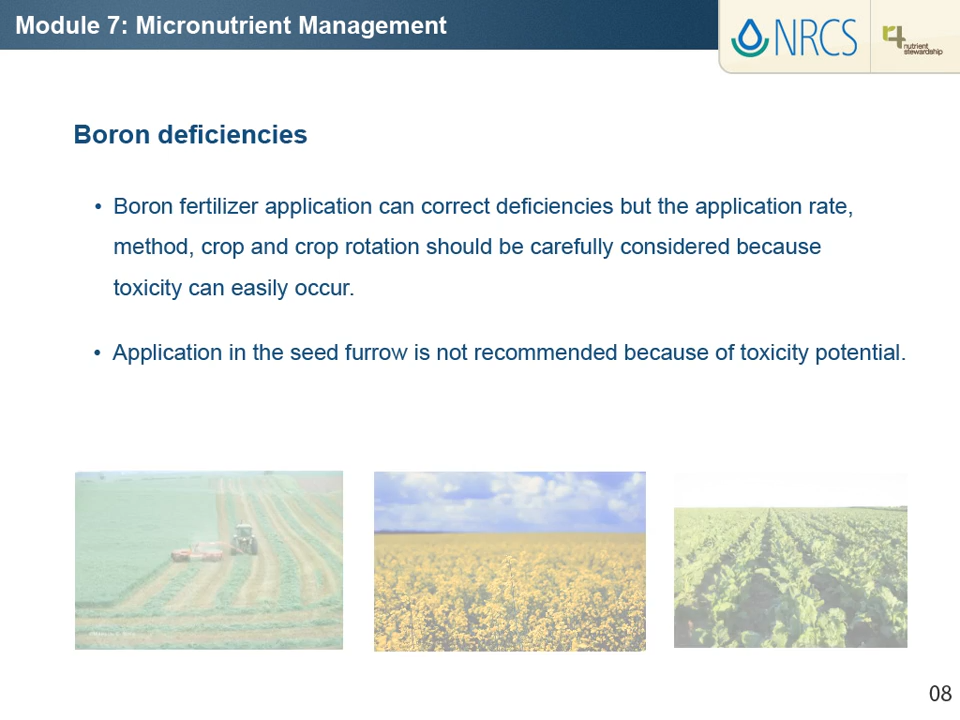 Module 7: Micronutrient Management
NRCS
r4 nutrient
stewardship
Boron deficiencies
• Boron fertilizer application can correct deficiencies but the application rate,
method, crop and crop rotation should be carefully considered because
toxicity can easily occur.
• Application in the seed furrow is not recommended because of toxicity potential.
08